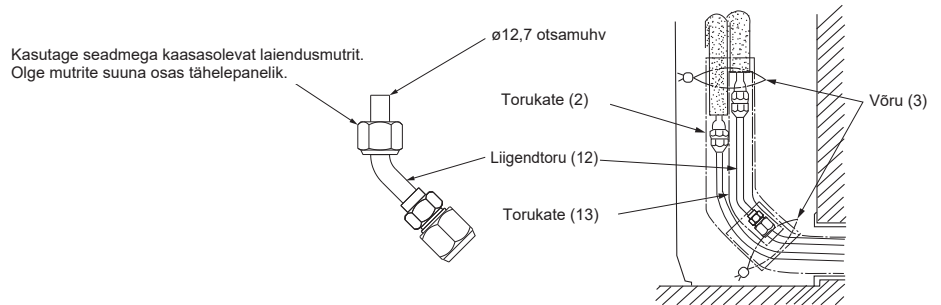 Kasutage seadmega kaasasolevat laiendusmutrit.
Olge mutrite suuna osas tähelepanelik.
ø12,7 otsamuhv
Torukate (2)
Võru (3)
Liigendtoru (12)
Torukate (13)